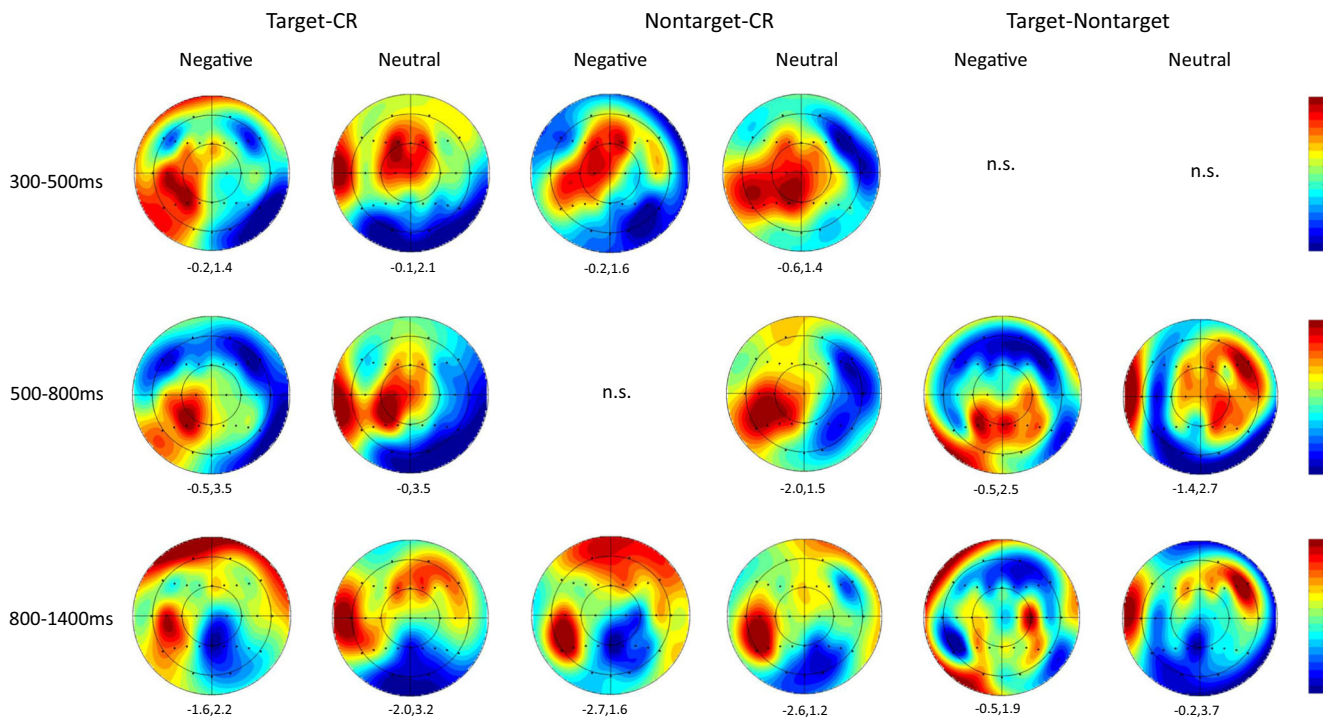 Target-CR Nontarget-CR Target-Nontarget
Negative Neutral Negative Neutral Negative Neutral
300-500ms n.s. n.s.
-0.2,1.4 -0.1,2.1 -0.2,1.6 -0.6,1.4
500-800ms n.s.
-0.5,3.5 -0,3.5 -2.0,1.5 -0.5,2.5 -1.4,2.7
800-1400ms
-1.6,2.2 -2.0,3.2 -2.7,1.6 -2.6,1.2 -0.5,1.9 -0.2,3.7